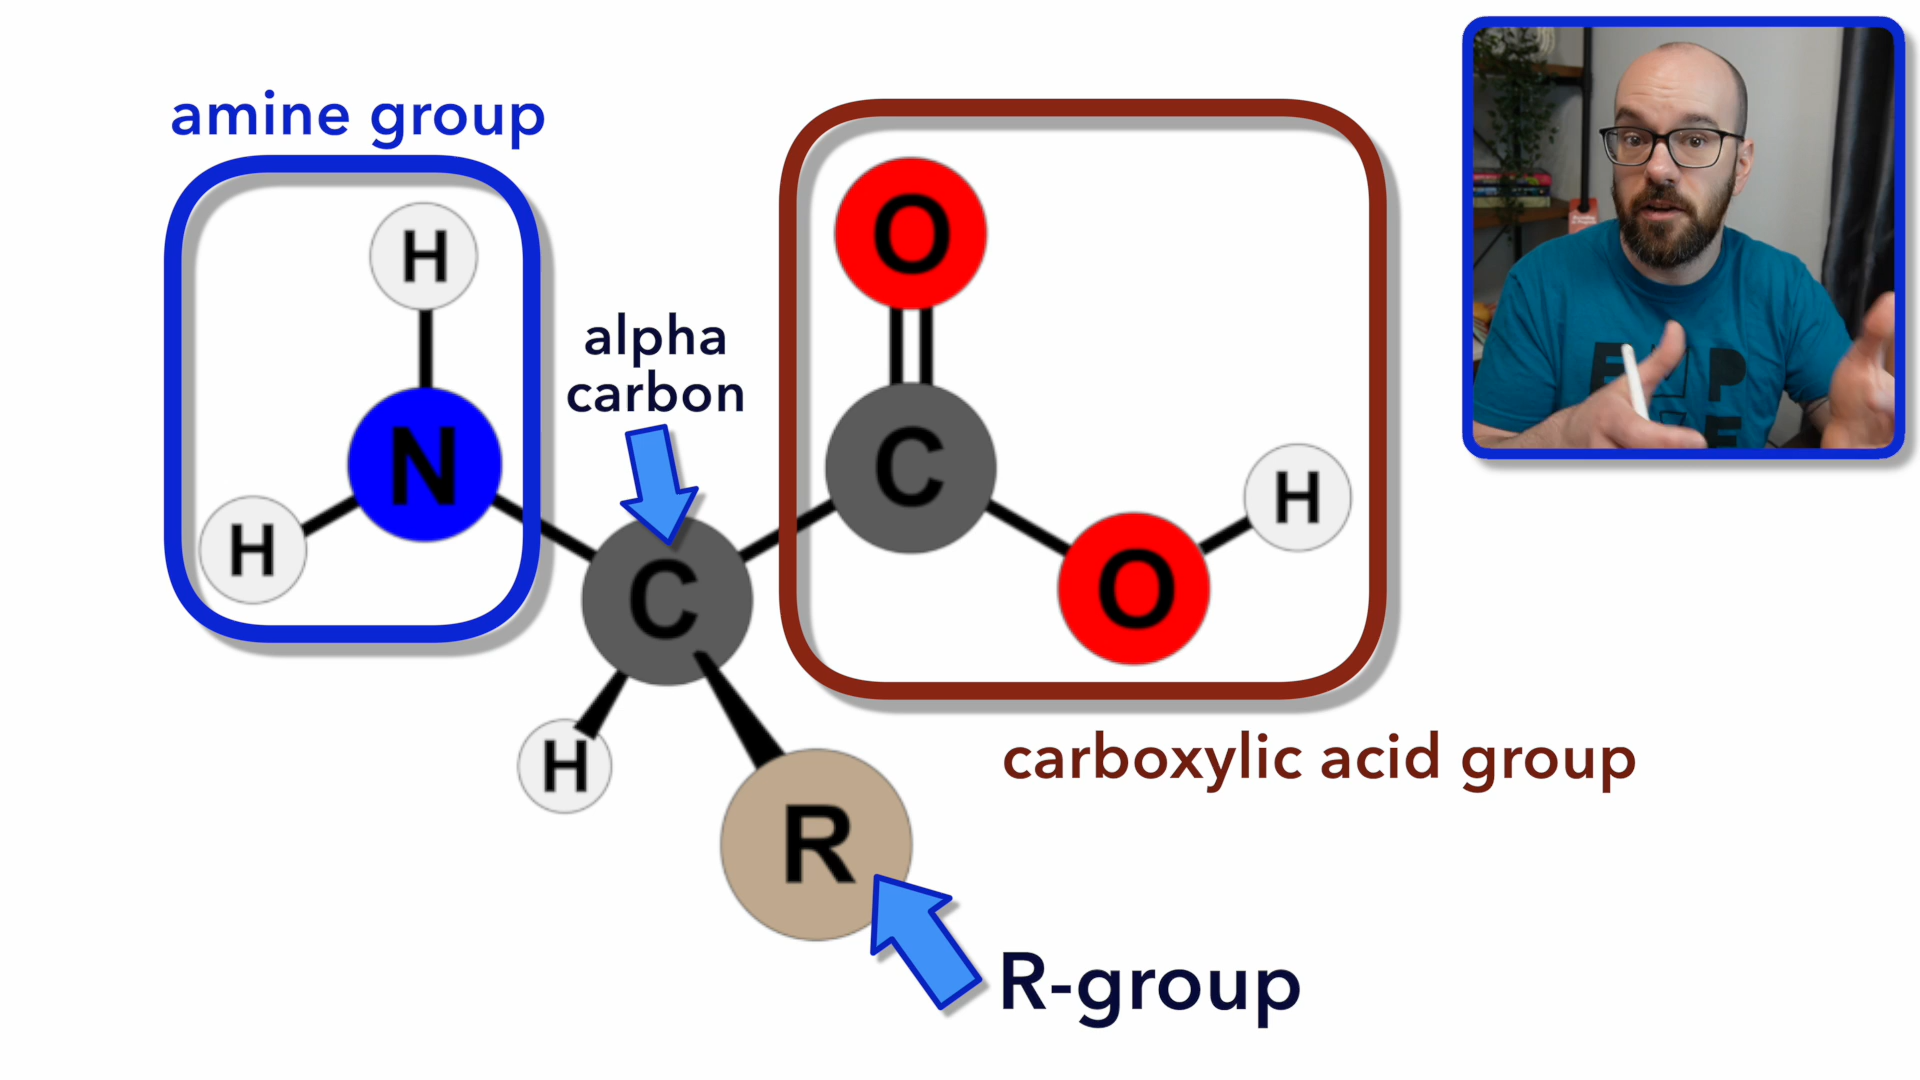 amine group
H
O
alpha
carbon
N
C
H
H
C
O
H
carboxylic acid group
R
R-group